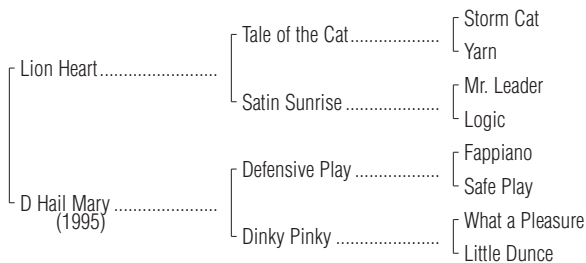 Storm Cat
Tale of the Cat....................
Yarn
Lion Heart..........................
Mr. Leader
Satin Sunrise .....................
Logic
Fappiano
Defensive Play ...................
Safe Play
D Hail Mary .......................
(1995)
What a Pleasure
Dinky Pinky .......................
Little Dunce